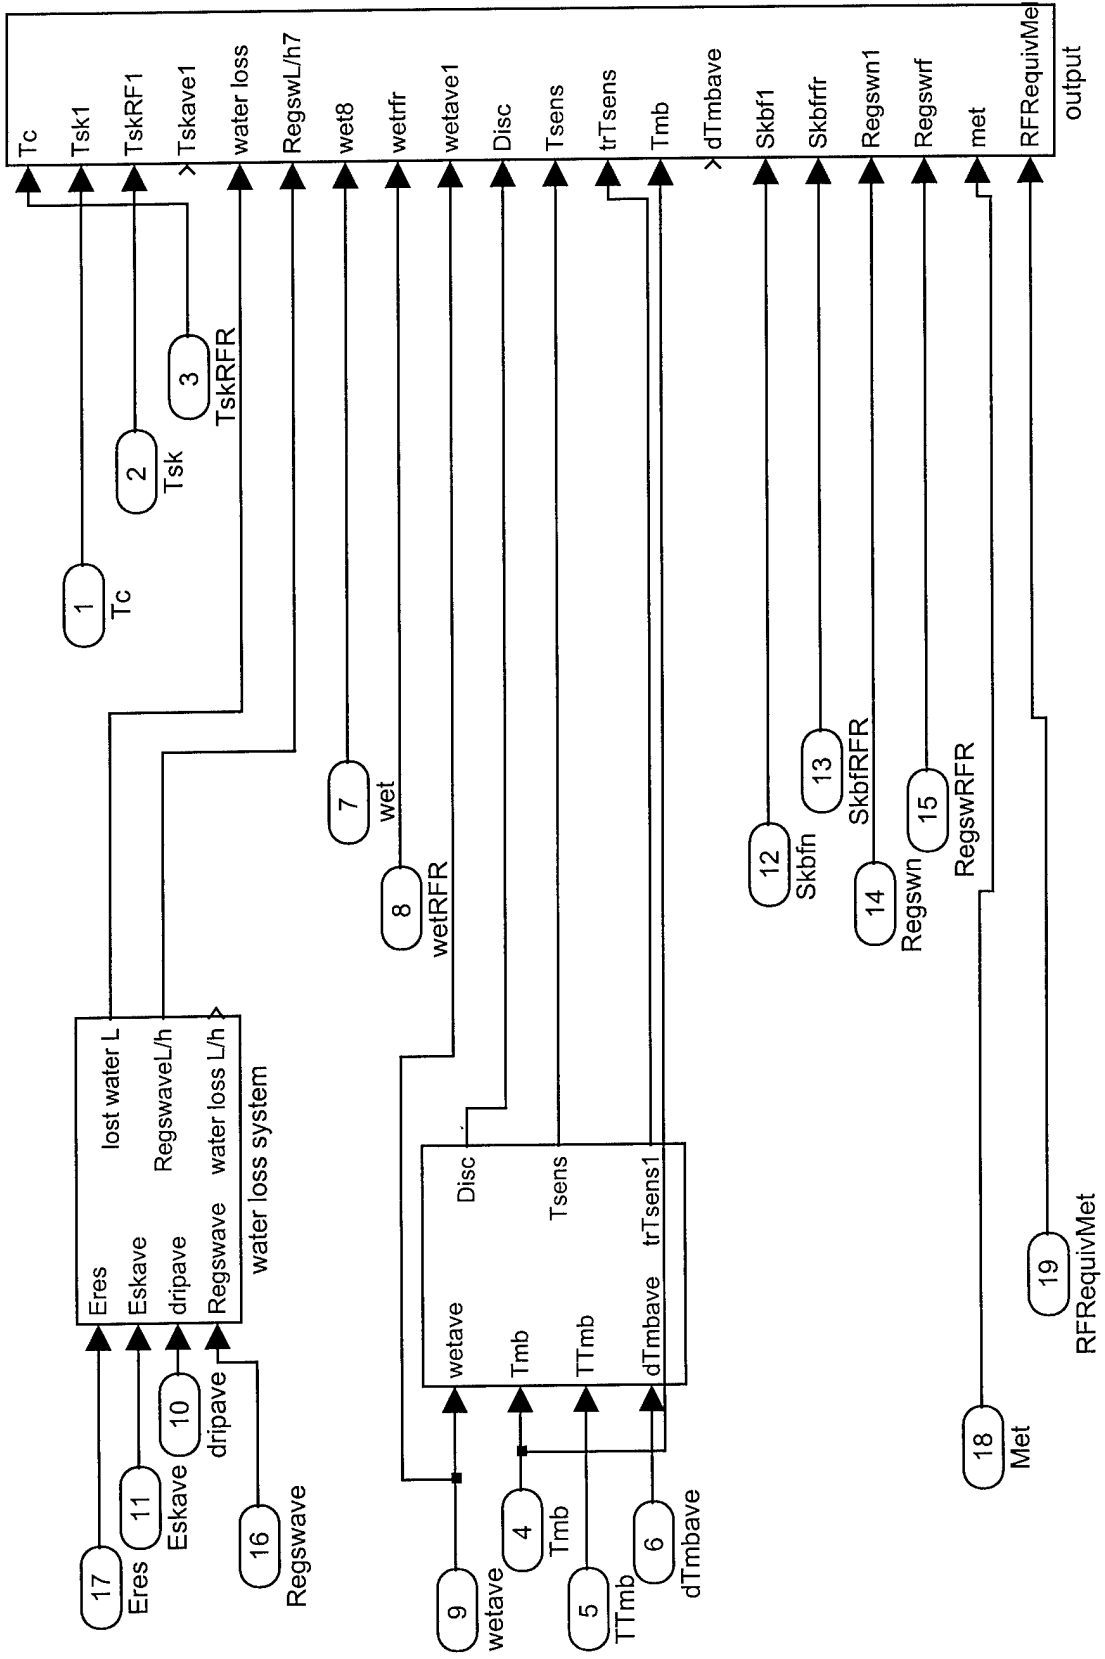 Tc
Tsk1
TskRF1
Tskave1
water loss
RegswL/h7
wet8
wetrfr
wetave1
Disc
Tsens
trTsens
Tmb
dTmbave
Skbf1
Skbfrfr
Regswn1
Regswrf
met
RFRequivMe
output
1
Tc
2
Tsk
3
TskRFR
7
wet
8
wetRFR
12
Skbfn
13
SkbfRFR
14
Regswn
15
RegswRFR
Eres
lost water L
Eskave
RegswaveL/h
dripave
Regswave
water loss L/h
water loss system
17
Eres
11
Eskave
10
dripave
16
Regswave
wetave
Disc
Tmb
Tsens
TTmb
dTmbave
trTsens1
9
wetave
4
Tmb
5
TTmb
6
dTmbave
18
Met
19
RFRequivMet